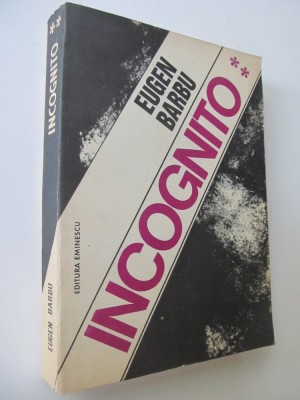 EUGEN
BARBU
INCOGNITO **
EDITURA EMINESCU
EUGEN BARBU
INCOGNITO **